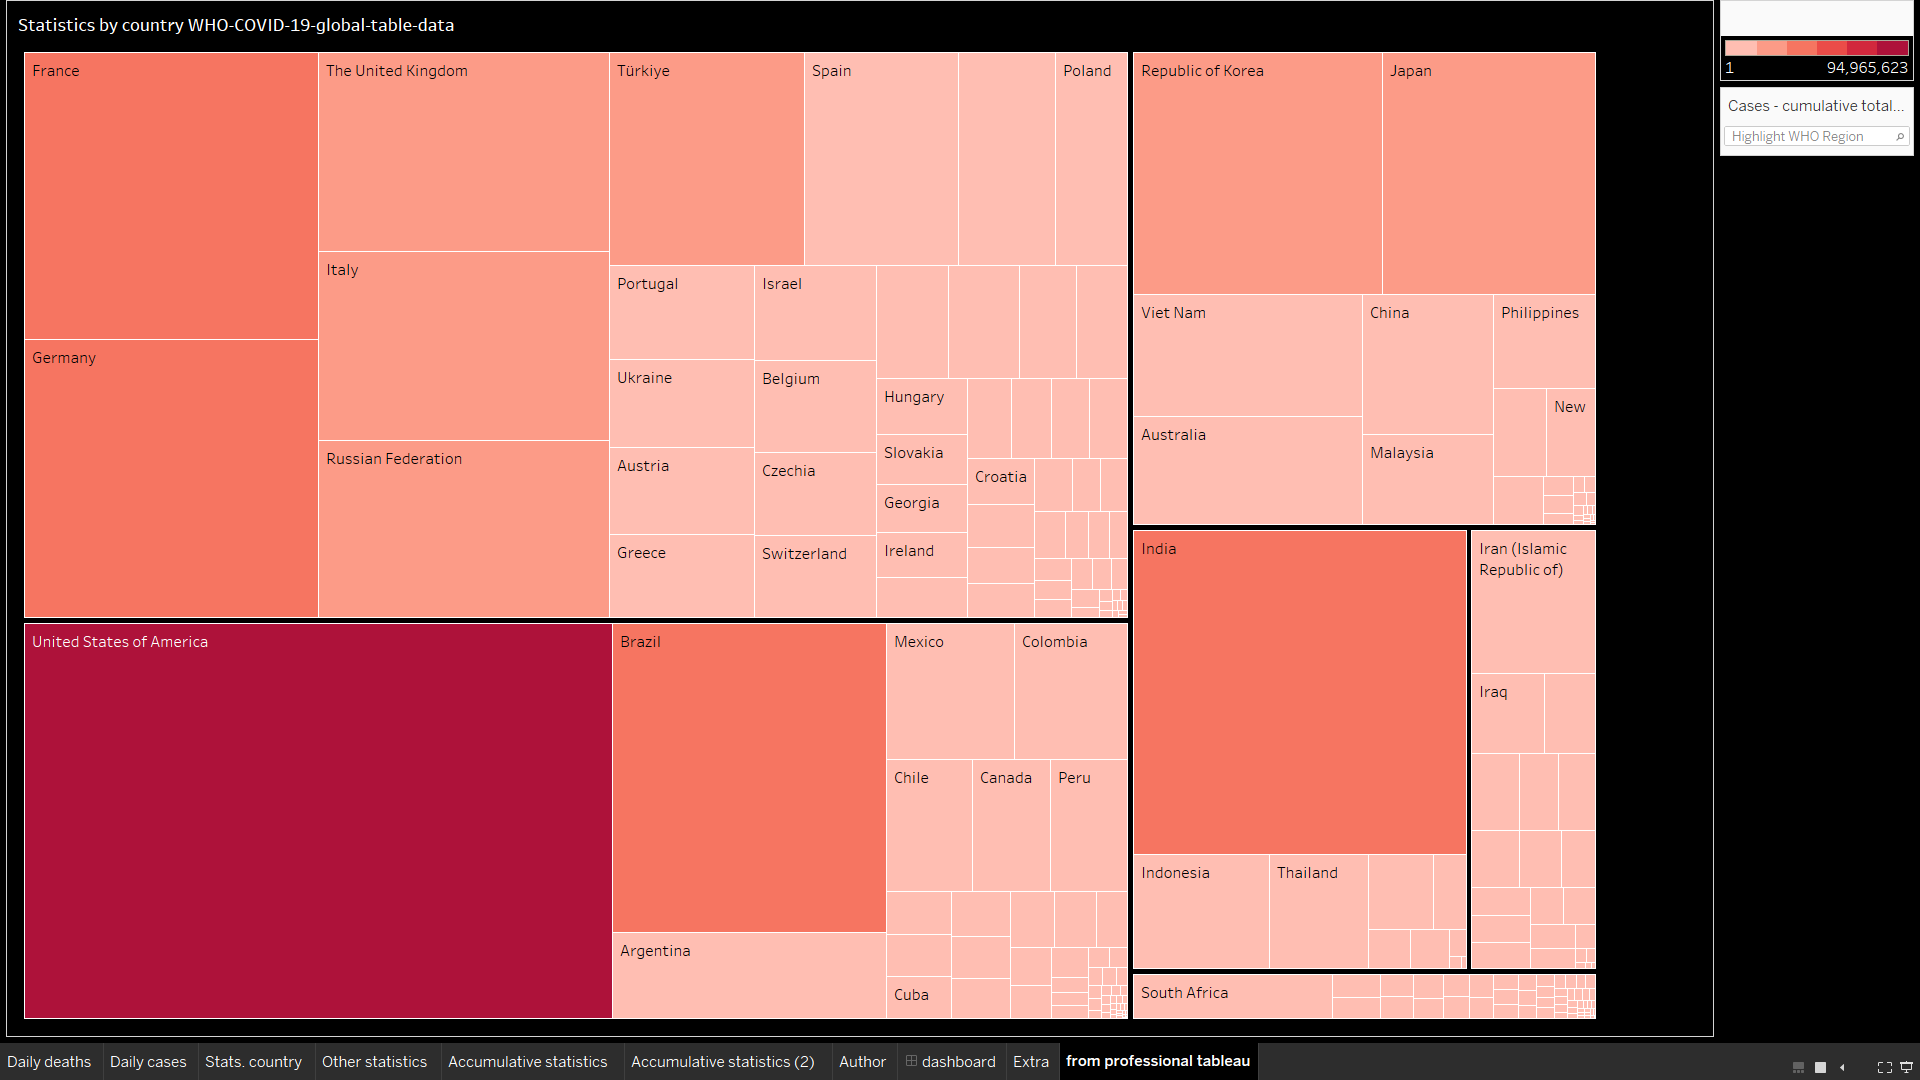 Statistics by country WHO-COVID-19-global-table-data
France
The United Kingdom
Türkiye
Spain
Poland
Italy
Portugal
Israel
Germany
Ukraine
Belgium
Hungary
Russian Federation
Austria
Czechia
Slovakia
Croatia
Georgia
Greece
Switzerland
Ireland
Republic of Korea
Japan
Viet Nam
China
Philippines
New
Australia
Malaysia
United States of America
Brazil
Mexico
Colombia
Chile
Canada
Peru
Argentina
Cuba
India
Iran (Islamic
Republic of)
Iraq
Indonesia
Thailand
South Africa
1 94,965,623
Cases - cumulative total...
Highlight WHO Region
Daily deaths
Daily cases
Stats. country
Other statistics
Accumulative statistics
Accumulative statistics (2)
Author
dashboard
Extra
from professional tableau